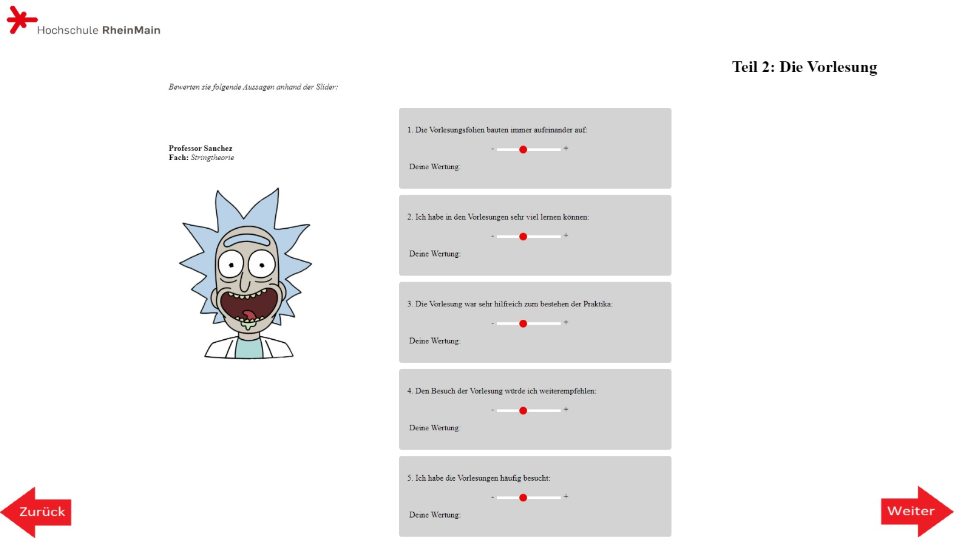 Hochschule RheinMain
Teil 2: Die Vorlesung
Bewerten sie folgende Aussagen anhand der Slider:
Professor Sanchez
Fach: Stringtheorie
1. Die Vorlesungsfolien bauten immer aufeinander auf:
- +
Deine Wertung:
2. Ich habe in den Vorlesungen sehr viel lernen können:
- +
Deine Wertung:
3. Die Vorlesung war sehr hilfreich zum bestehen der Praktika:
- +
Deine Wertung:
4. Den Besuch der Vorlesung würde ich weiterempfehlen:
- +
Deine Wertung:
5. Ich habe die Vorlesungen häufig besucht:
- +
Deine Wertung:
Zurück
Weiter